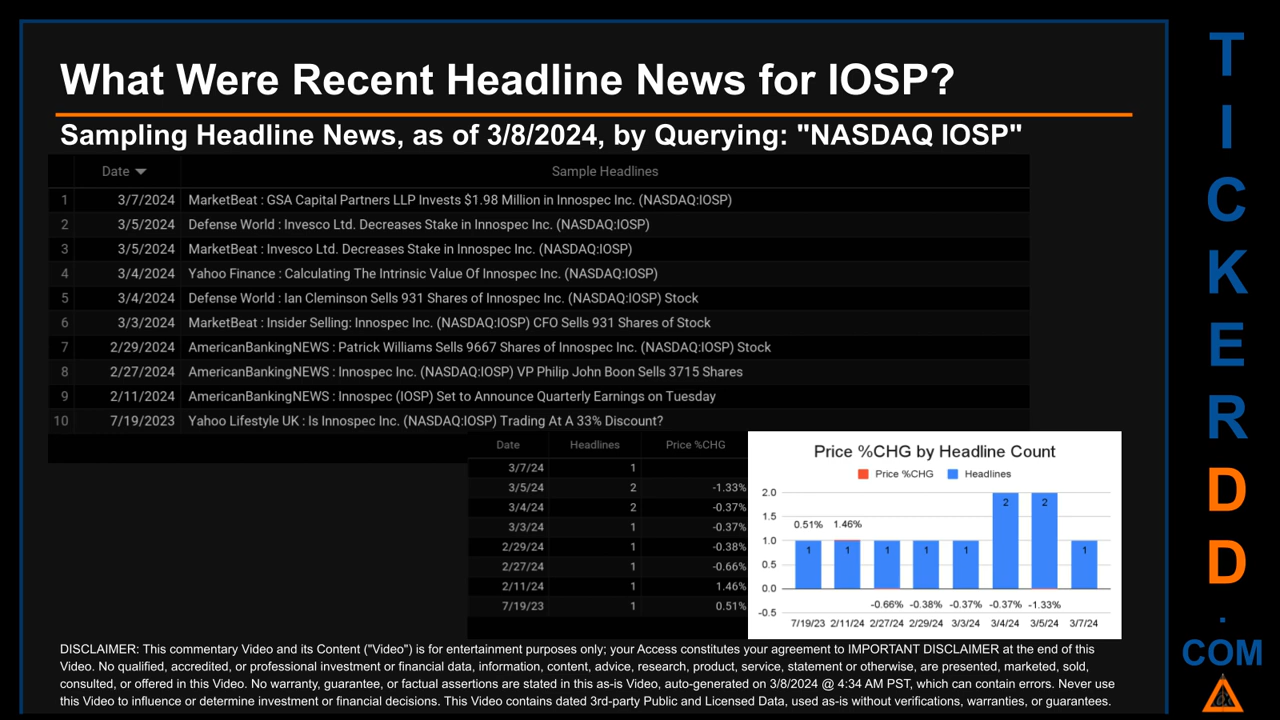 What Were Recent Headline News for IOSP?
Sampling Headline News, as of 3/8/2024, by Querying: "NASDAQ IOSP"
Date Sample Headlines
1 3/7/2024 MarketBeat : GSA Capital Partners LLP Invests $1.98 Million in Innospec Inc. (NASDAQ:IOSP)
2 3/5/2024 Defense World : Invesco Ltd. Decreases Stake in Innospec Inc. (NASDAQ:IOSP)
3 3/5/2024 MarketBeat : Invesco Ltd. Decreases Stake in Innospec Inc. (NASDAQ:IOSP)
4 3/4/2024 Yahoo Finance : Calculating The Intrinsic Value Of Innospec Inc. (NASDAQ:IOSP)
5 3/4/2024 Defense World : Ian Cleminson Sells 931 Shares of Innospec Inc. (NASDAQ:IOSP) Stock
6 3/3/2024 MarketBeat : Insider Selling: Innospec Inc. (NASDAQ:IOSP) CFO Sells 931 Shares of Stock
7 2/29/2024 AmericanBankingNEWS : Patrick Williams Sells 9667 Shares of Innospec Inc. (NASDAQ:IOSP) Stock
8 2/27/2024 AmericanBankingNEWS : Innospec Inc. (NASDAQ:IOSP) VP Philip John Boon Sells 3715 Shares
9 2/11/2024 AmericanBankingNEWS : Innospec (IOSP) Set to Announce Quarterly Earnings on Tuesday
10 7/19/2023 Yahoo Lifestyle UK : Is Innospec Inc. (NASDAQ:IOSP) Trading At A 33% Discount?
Date Headlines Price %CHG
3/7/24 1
3/5/24 2 -1.33%
3/4/24 2 -0.37%
3/3/24 1 -0.37%
2/29/24 1 -0.38%
2/27/24 1 -0.66%
2/11/24 1 1.46%
7/19/23 1 0.51%
Price %CHG by Headline Count
Price %CHG Headlines
2.0
1.5
1.0
0.5
0.0
-0.5
0.51% 1.46%
2 2
1 1 1 1 1 1
-0.66% -0.38% -0.37% -0.37% -1.33%
7/19/23 2/11/24 2/27/24 2/29/24 3/3/24 3/4/24 3/5/24 3/7/24
DISCLAIMER: This commentary Video and its Content ("Video") is for entertainment purposes only; your Access constitutes your agreement to IMPORTANT DISCLAIMER at the end of this
Video. No qualified, accredited, or professional investment or financial data, information, content, advice, research, product, service, statement or otherwise, are presented, marketed, sold,
consulted, or offered in this Video. No warranty, guarantee, or factual assertions are stated in this as-is Video, auto-generated on 3/8/2024 @ 4:34 AM PST, which can contain errors. Never use
this Video to influence or determine investment or financial decisions. This Video contains dated 3rd-party Public and Licensed Data, used as-is without verifications, warranties, or guarantees.
T
I
C
K
E
R
D
D
.
COM